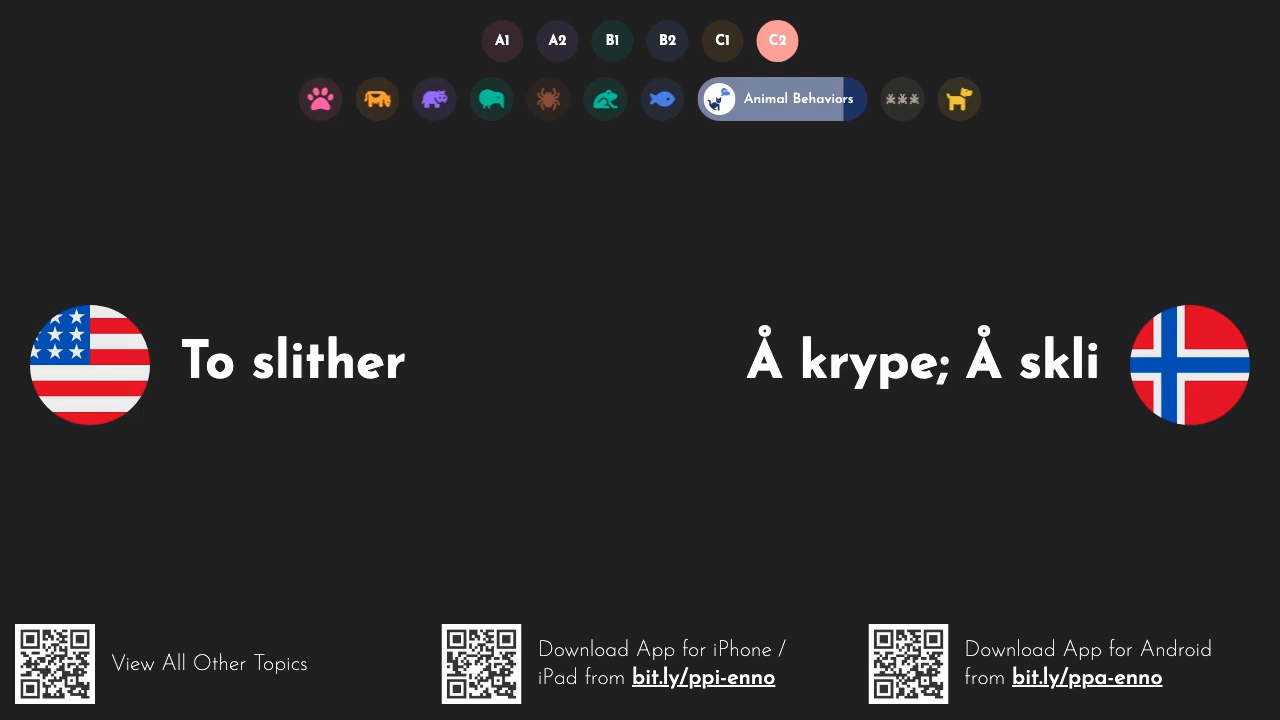 A1 A2 B1 B2 C1 C2
Animal Behaviors
To slither
Å krype; Å skli
View All Other Topics
Download App for iPhone /
iPad from bit.ly/ppi-enno
Download App for Android
from bit.ly/ppa-enno